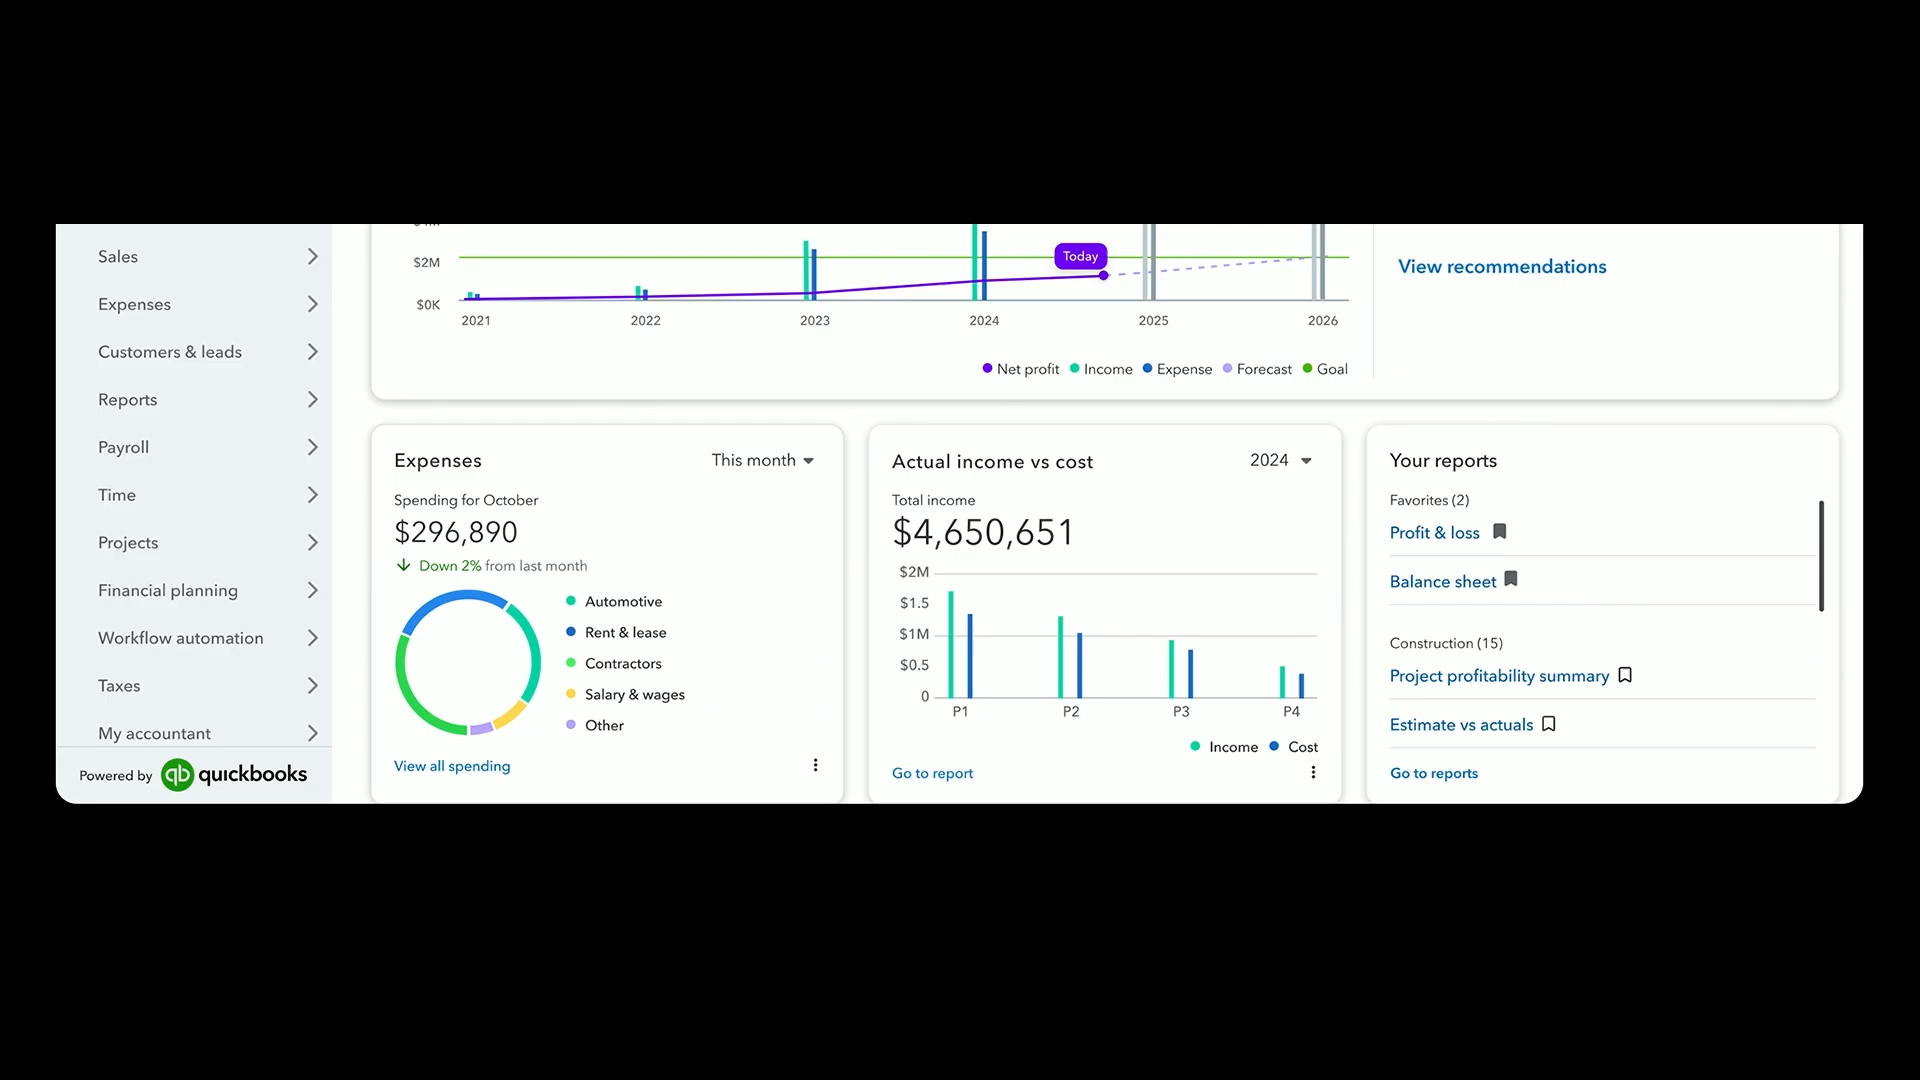 Sales
Expenses
Customers & leads
Reports
Payroll
Time
Projects
Financial planning
Workflow automation
Taxes
My accountant
Powered by quickbooks
$2M
$0K
Today
2021 2022 2023 2024 2025 2026
Net profit Income Expense Forecast Goal
View recommendations
Expenses This month
Spending for October
$296,890
Down 2% from last month
Automotive
Rent & lease
Contractors
Salary & wages
Other
View all spending
Actual income vs cost 2024
Total income
$4,650,651
$2M
$1.5
$1M
$0.5
0
P1 P2 P3 P4
Income Cost
Go to report
Your reports
Favorites (2)
Profit & loss
Balance sheet
Construction (15)
Project profitability summary
Estimate vs actuals
Go to reports